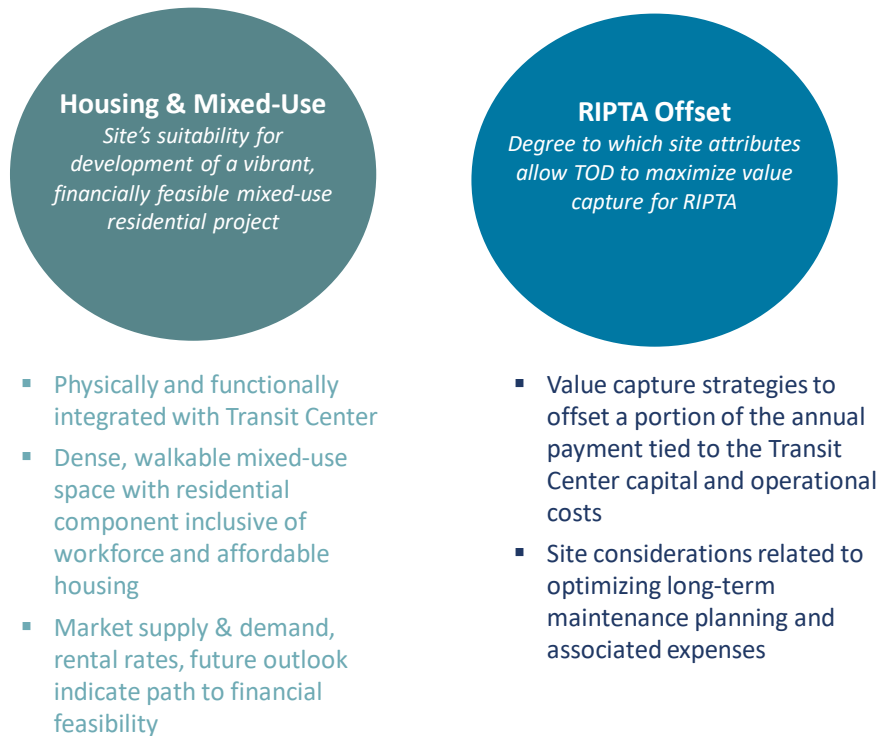 Housing & Mixed-Use
Site's suitability for
development of a vibrant,
financially feasible mixed-use
residential project
▪ Physically and functionally
integrated with Transit Center
▪ Dense, walkable mixed-use
space with residential
component inclusive of
workforce and affordable
housing
▪ Market supply & demand,
rental rates, future outlook
indicate path to financial
feasibility
RIPTA Offset
Degree to which site attributes
allow TOD to maximize value
capture for RIPTA
▪ Value capture strategies to
offset a portion of the annual
payment tied to the Transit
Center capital and operational
costs
▪ Site considerations related to
optimizing long-term
maintenance planning and
associated expenses